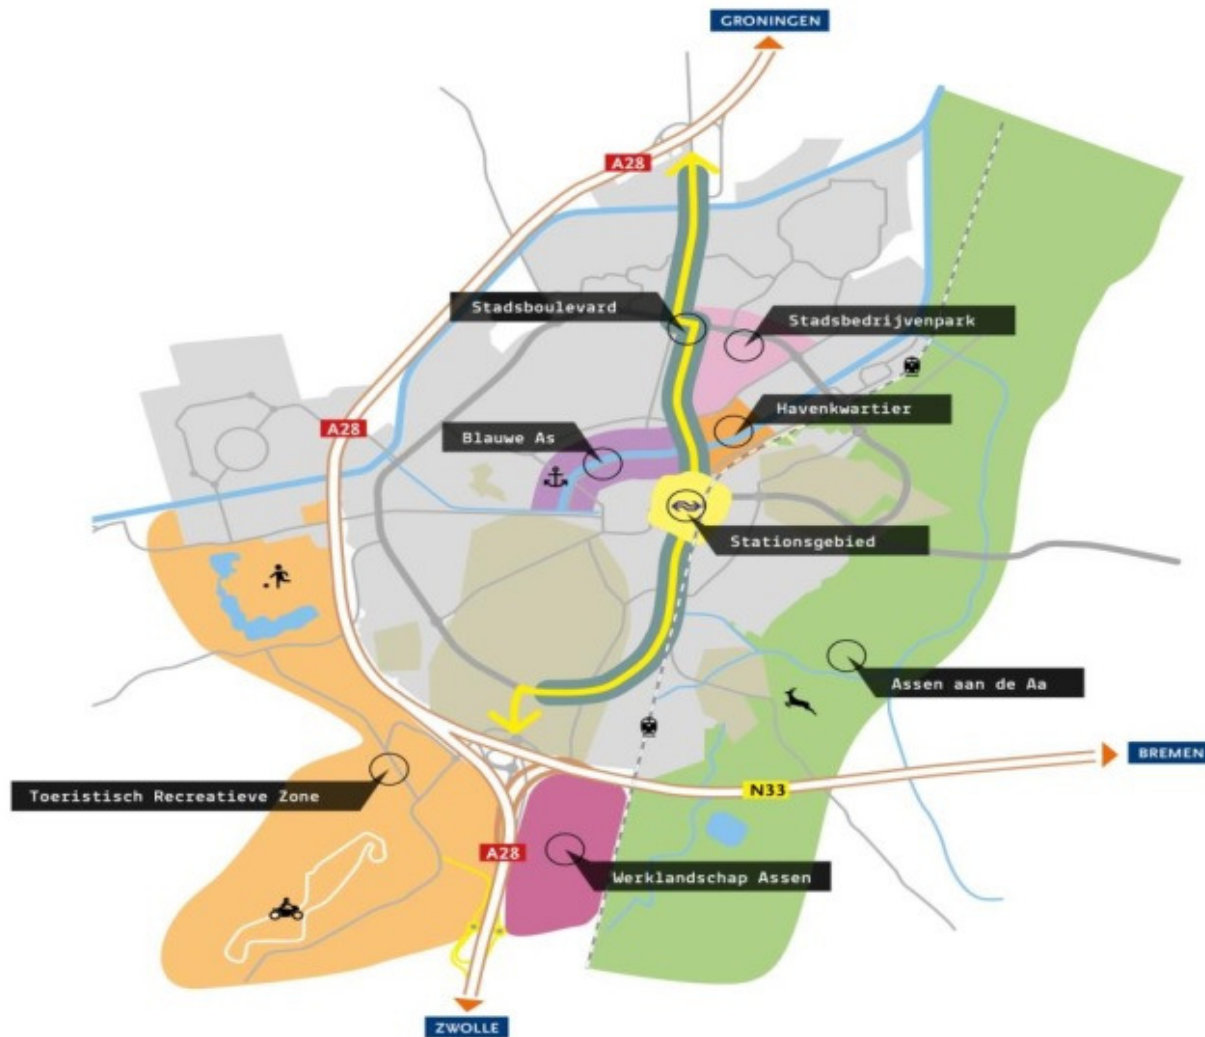 GRONINGEN
A28
Stadsboulevard
Stadsbedrijvenpark
Havenkwartier
A28
Blauwe As
Stationsgebied
Assen aan de Aa
BREMEN
N33
Toeristisch Recreatieve Zone
A28
Werklandschap Assen
ZWOLLE